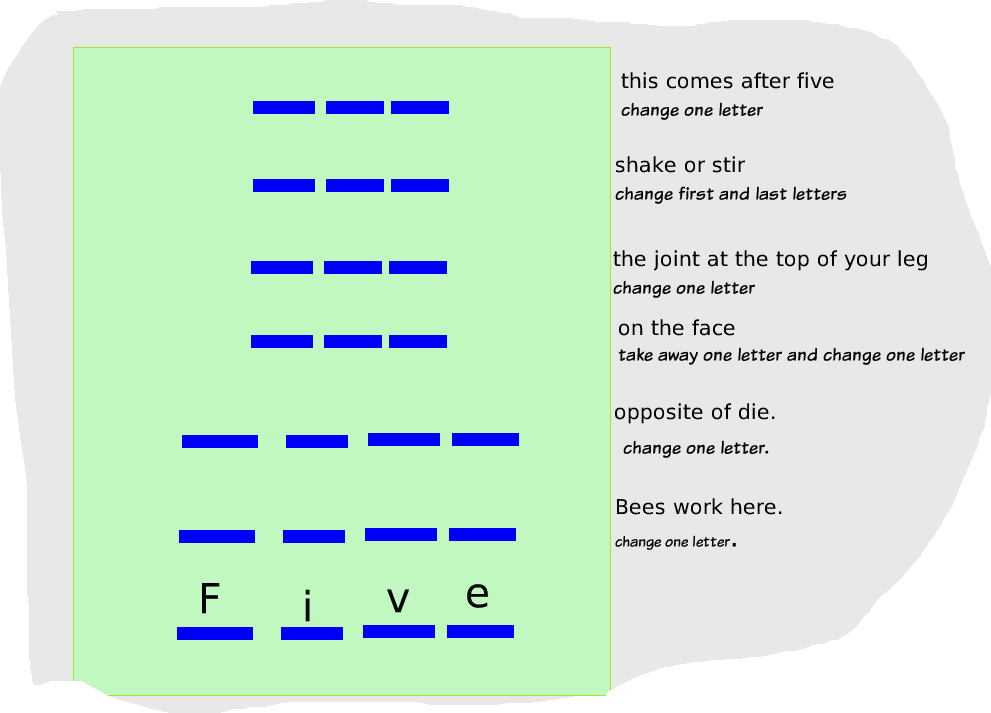 this comes after five
change one letter
shake or stir
change first and last letters
the joint at the top of your leg
change one letter
on the face
take away one letter and change one letter
opposite of die.
change one letter.
Bees work here.
change one letter.
F i v e